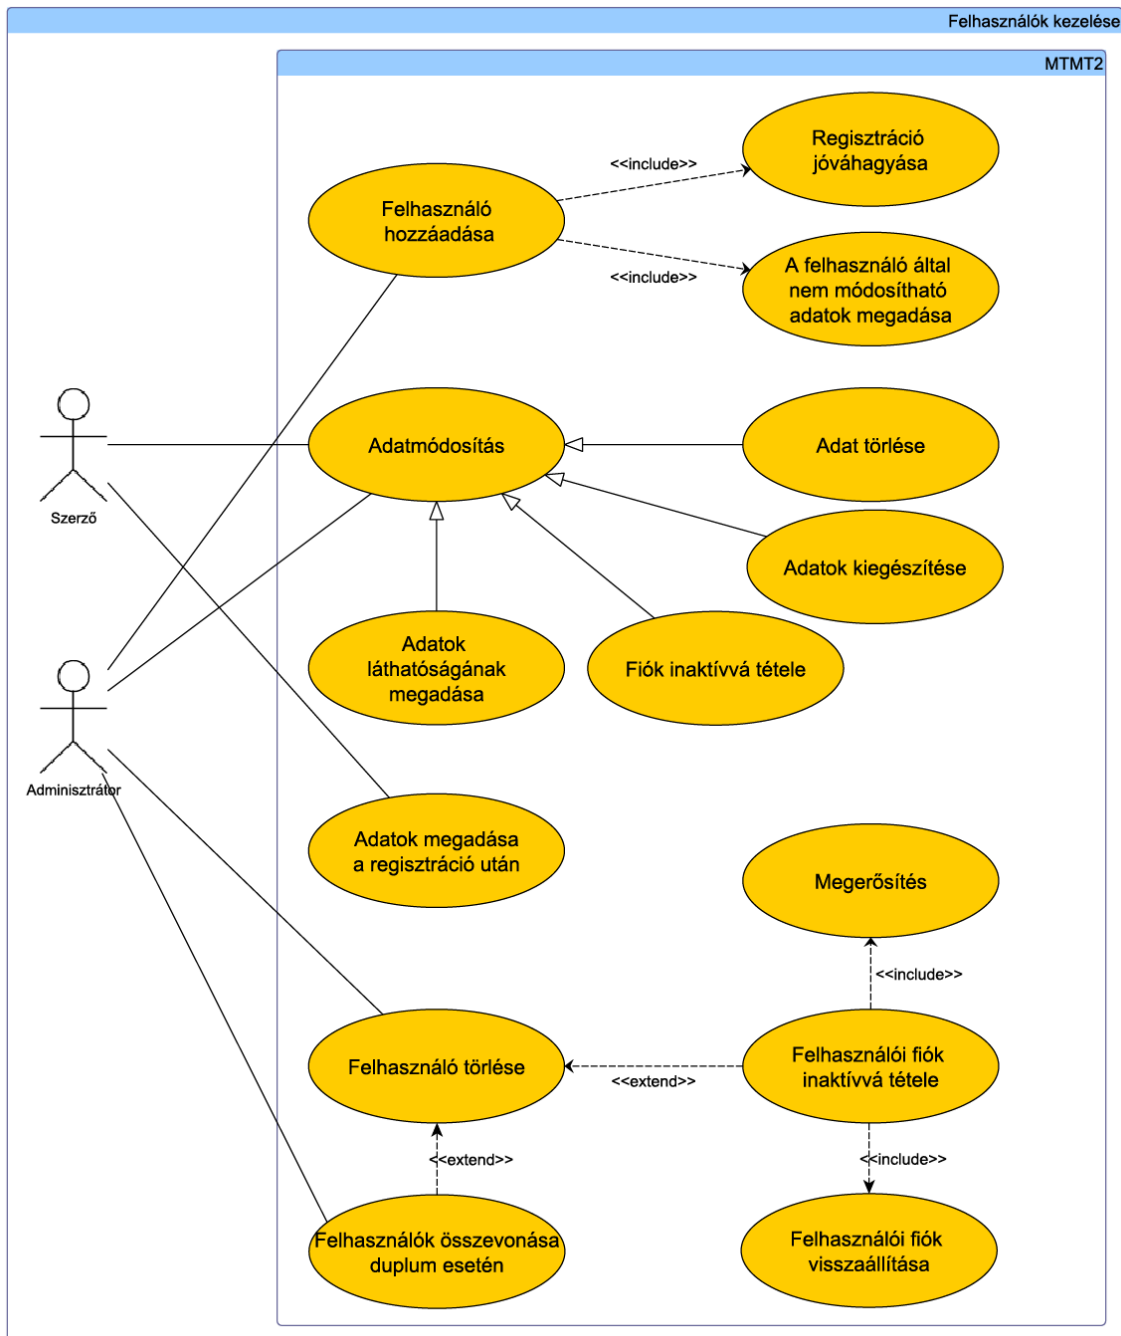 Felhasználók kezelése
MTMT2
Regisztráció
jóváhagyása
<<include>>
Felhasználó
hozzáadása
A felhasználó által
nem módosítható
adatok megadása
<<include>>
Szerző
Adatmódosítás
Adat törlése
Adatok kiegészítése
Adatok
láthatóságának
megadása
Fiók inaktívvá tétele
Adminisztrátor
Adatok megadása
a regisztráció után
Megerősítés
<<include>>
Felhasználó törlése
<<extend>>
Felhasználói fiók
inaktívvá tétele
<<extend>>
<<include>>
Felhasználók összevonása
duplum esetén
Felhasználói fiók
visszaállítása